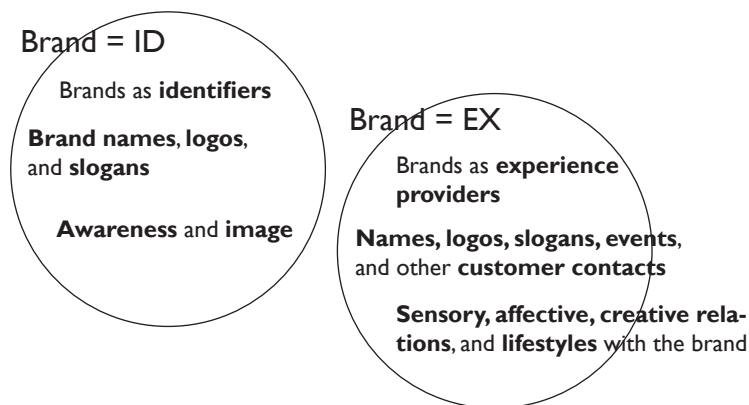 Brand = ID
Brands as identifiers
Brand names, logos,
and slogans
Awareness and image
Brand = EX
Brands as experience
providers
Names, logos, slogans, events,
and other customer contacts
Sensory, affective, creative rela-
tions, and lifestyles with the brand